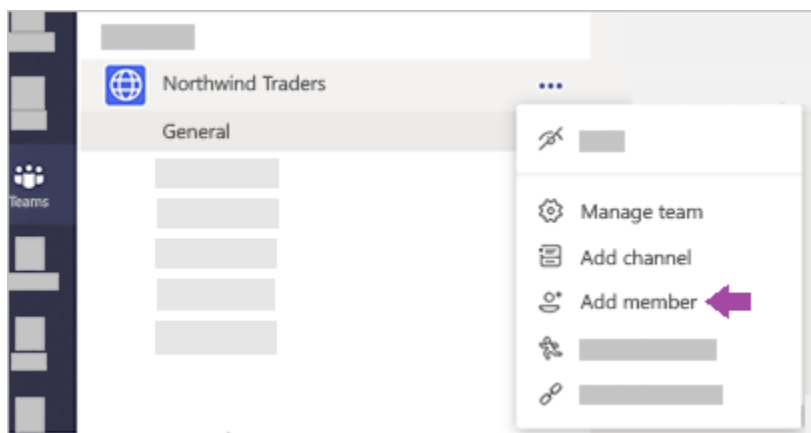 Northwind Traders
...
General
Teams
Manage team
Add channel
Add member